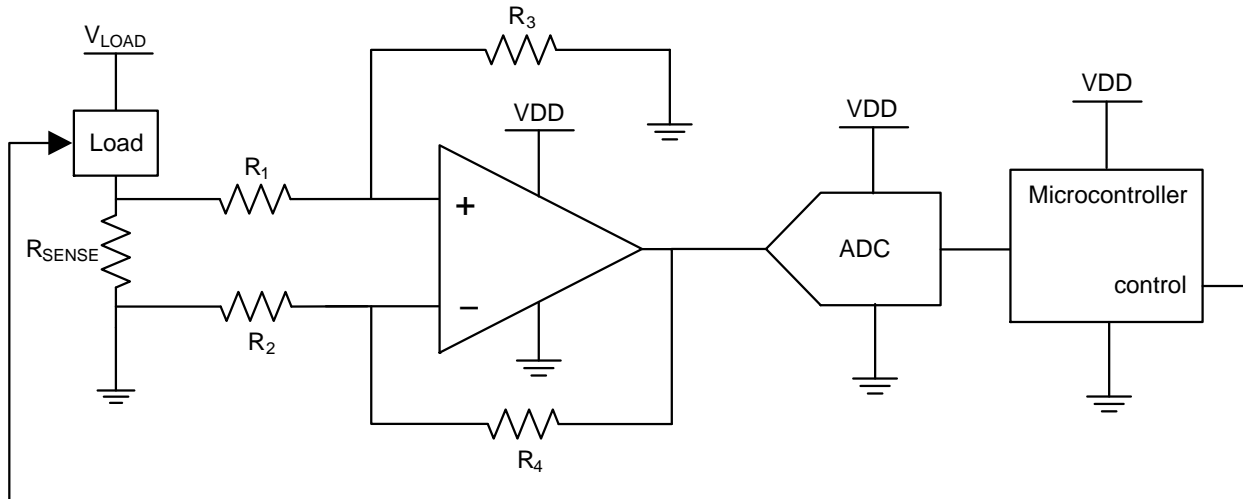 R3
VLOAD
VDD
VDD
VDD
Load
R1
Microcontroller
+
RSENSE
ADC
control
−
R2
R4